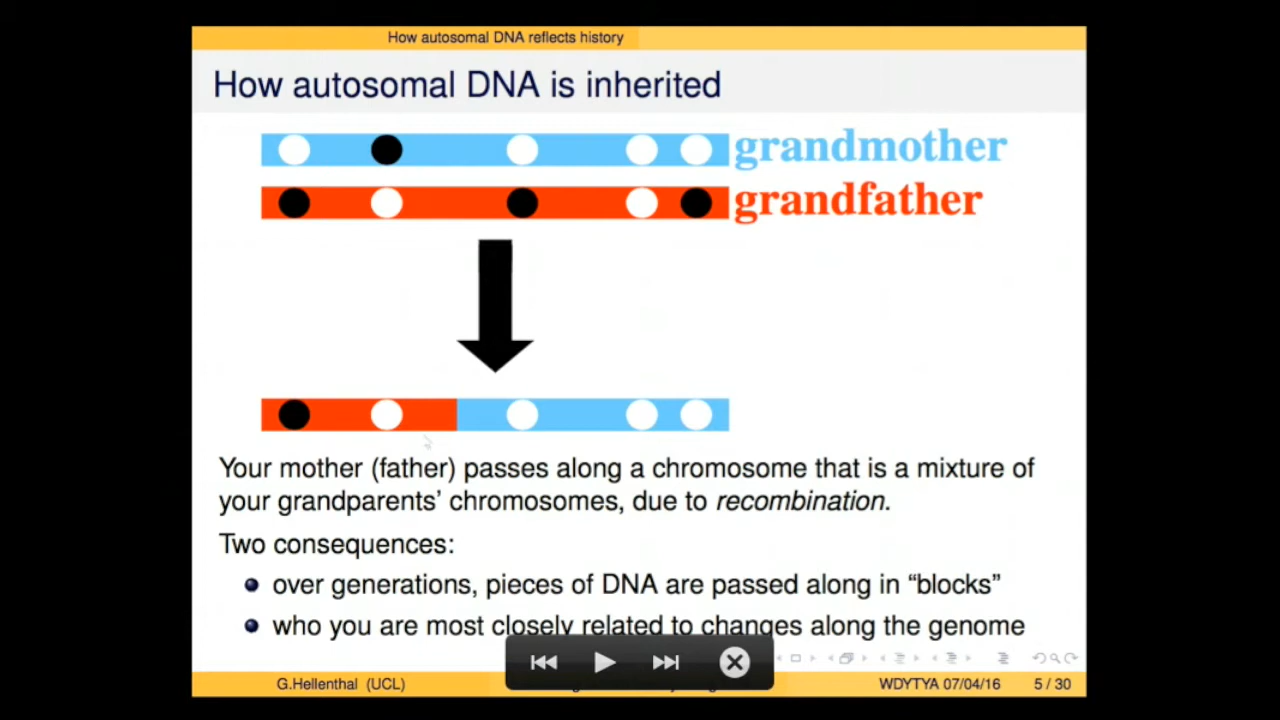 How autosomal DNA reflects history
How autosomal DNA is inherited
grandmother
grandfather
Your mother (father) passes along a chromosome that is a mixture of
your grandparents’ chromosomes, due to recombination.
Two consequences:
over generations, pieces of DNA are passed along in “blocks”
who you are most closely related to changes along the genome
G.Hellenthal (UCL)
WDYTYA 07/04/16
5 / 30